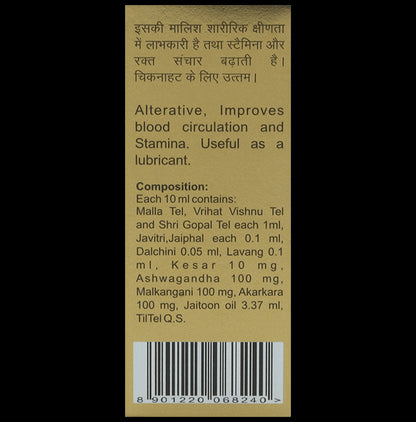 इसकी मालिश शारीरिक क्षीणता
में लाभकारी है तथा स्टैमिना और
रक्त संचार बढ़ाती है।
चिकनाहट के लिए उत्तम।
Alterative, Improves
blood circulation and
Stamina. Useful as a
lubricant.
Composition:
Each 10 ml contains:
Malla Tel, Vrihat Vishnu Tel
and Shri Gopal Tel each 1ml,
Javitri,Jaiphal each 0.1 ml,
Dalchini 0.05 ml, Lavang 0.1
ml, Kesar 10 mg,
Ashwagandha 100 mg,
Malkangani 100 mg, Akarkara
100 mg, Jaitoon oil 3.37 ml,
TilTel Q.S.
8 901220 068240 >